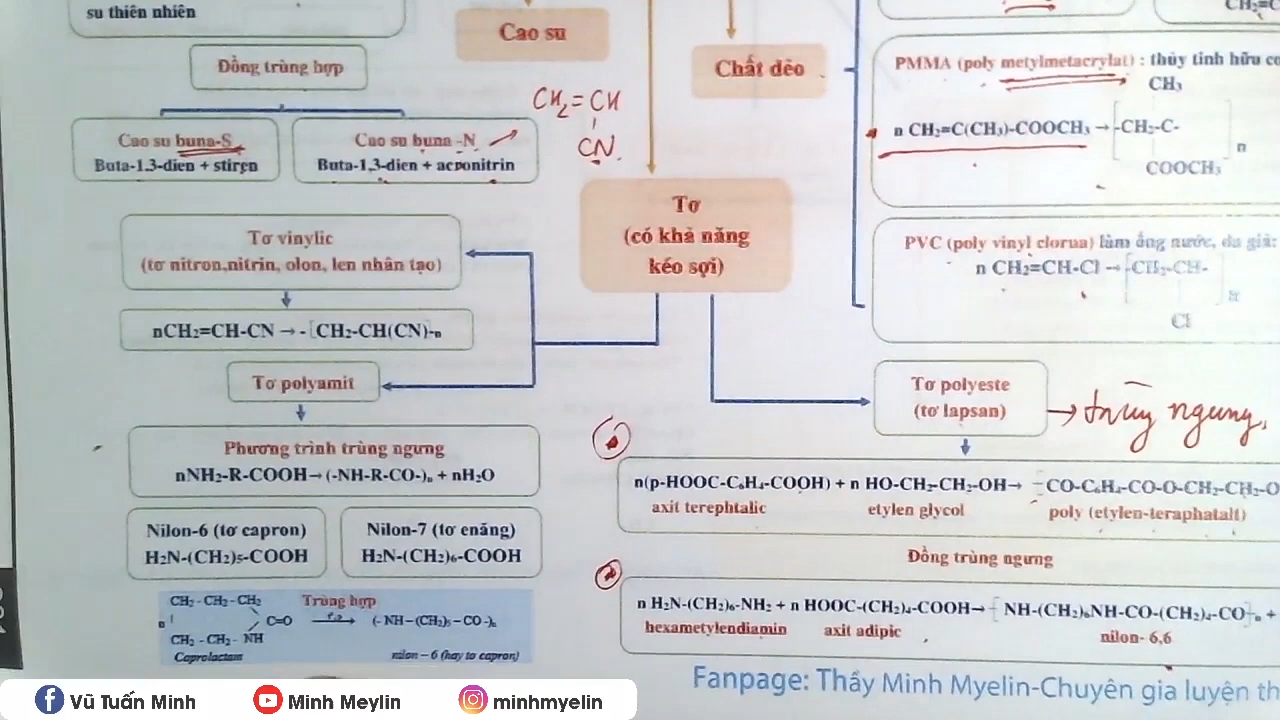 su thiên nhiên
Cao su
Đồng trùng hợp
Cao su buna-S
Buta-1.3-dien + stiren
Cao su buna -N
Buta-1,3-dien + acronitrin
CH₂=CH
CN
Chất dẻo
PMMA (poly metylmetacrylat) : thủy tinh hữu cơ
CH₃
n CH₂=C(CH₃)-COOCH₃ → -CH₂-C-
n
COOCH₃
Tơ
(có khả năng
kéo sợi)
Tơ vinylic
(tơ nitron,nitrin, olon, len nhân tạo)
nCH₂=CH-CN → -[CH₂-CH(CN)-n
PVC (poly vinyl clorua) làm ống nước, da giả:
n CH₂=CH-Cl → -CH₂-CH-
Cl
Tơ polyamit
Tơ polyeste
(tơ lapsan)
→ trùng ngưng,
Phương trình trùng ngưng
nNH₂-R-COOH→ (-NH-R-CO-)ₙ + nH₂O
Nilon-6 (tơ capron)
H₂N-(CH₂)₅-COOH
Nilon-7 (tơ enăng)
H₂N-(CH₂)₆-COOH
n(p-HOOC-C₆H₄-COOH) + n HO-CH₂-CH₂-OH→ -CO-C₆H₄-CO-O-CH₂-CH₂-O
axit terephtalic etylen glycol poly (etylen-teraphatalt)
Đồng trùng ngưng
n H₂N-(CH₂)₆-NH₂ + n HOOC-(CH₂)₄-COOH→ -[ NH-(CH₂)₆NH-CO-(CH₂)₄-CO-]ₙ +
hexametylendiamin axit adipic nilon- 6,6
CH₂ - CH₂ - CH₂
Trùng hợp
n C=O (- NH – (CH₂)₅ – CO -)ₙ
CH₂ - CH₂ - NH
Caprolactam
nilon – 6 (hay tơ capron)
Fanpage: Thầy Minh Myelin-Chuyên gia luyện th
Vũ Tuấn Minh
Minh Meylin
minhmyelin